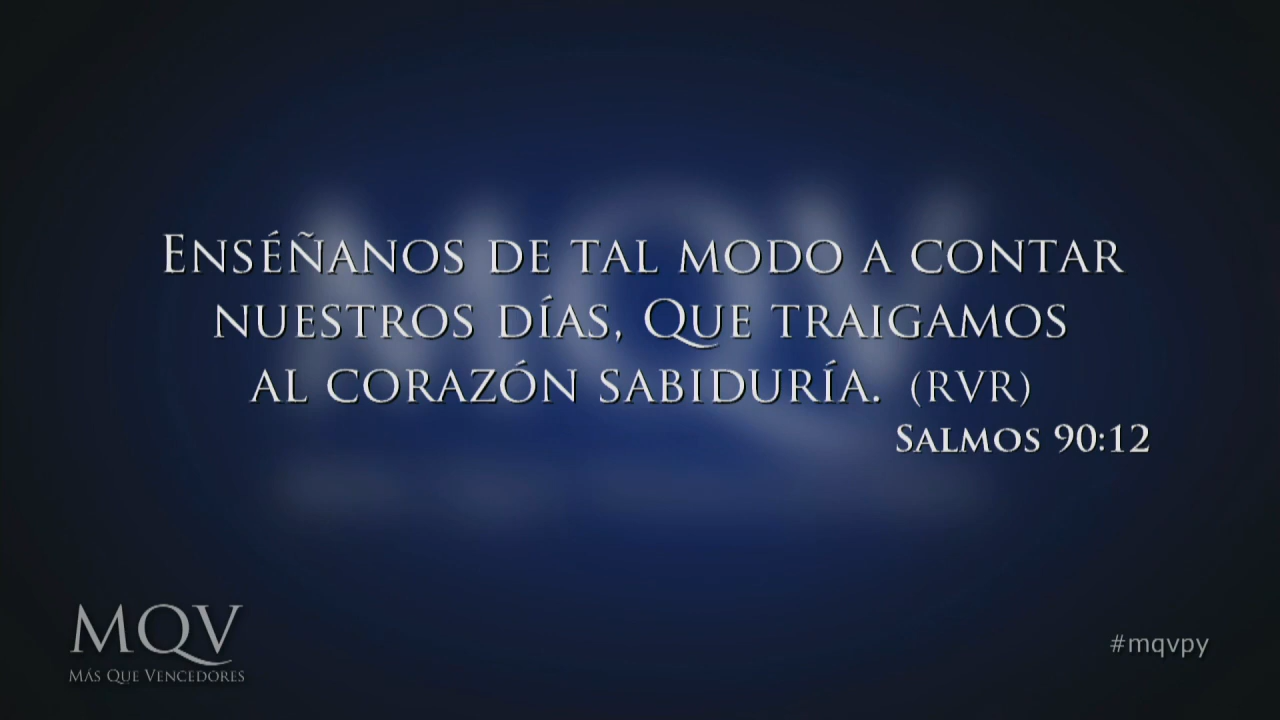 Enséñanos de tal modo a contar
nuestros días, Que traigamos
al corazón sabiduría. (RVR)
Salmos 90:12
MQV
Más Que Vencedores
#mqvpy